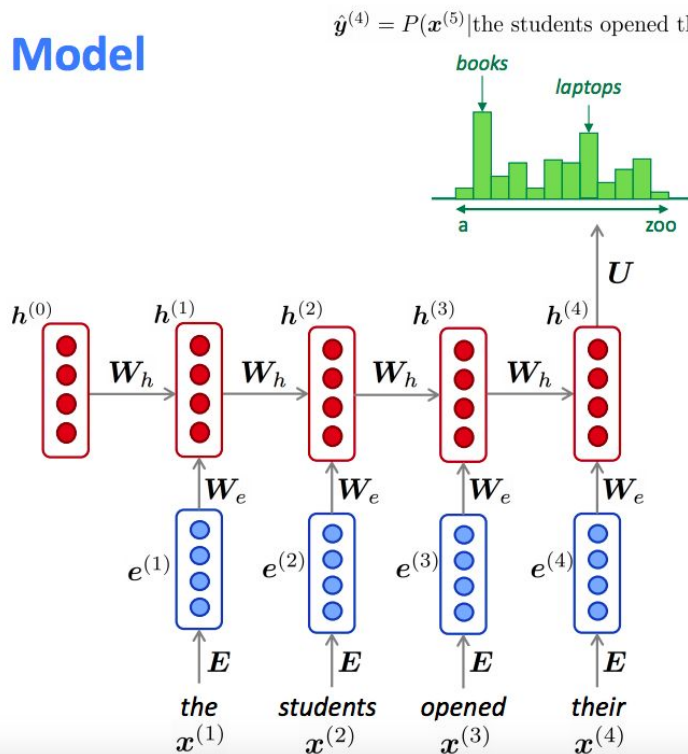 ŷ⁽⁴⁾ = P(x⁽⁵⁾|the students opened th
Model
books
laptops
a zoo
U
h⁽⁰⁾ h⁽¹⁾ h⁽²⁾ h⁽³⁾ h⁽⁴⁾
Wₕ Wₕ Wₕ Wₕ
Wₑ Wₑ Wₑ Wₑ
e⁽¹⁾ e⁽²⁾ e⁽³⁾ e⁽⁴⁾
E E E E
the students opened their
x⁽¹⁾ x⁽²⁾ x⁽³⁾ x⁽⁴⁾